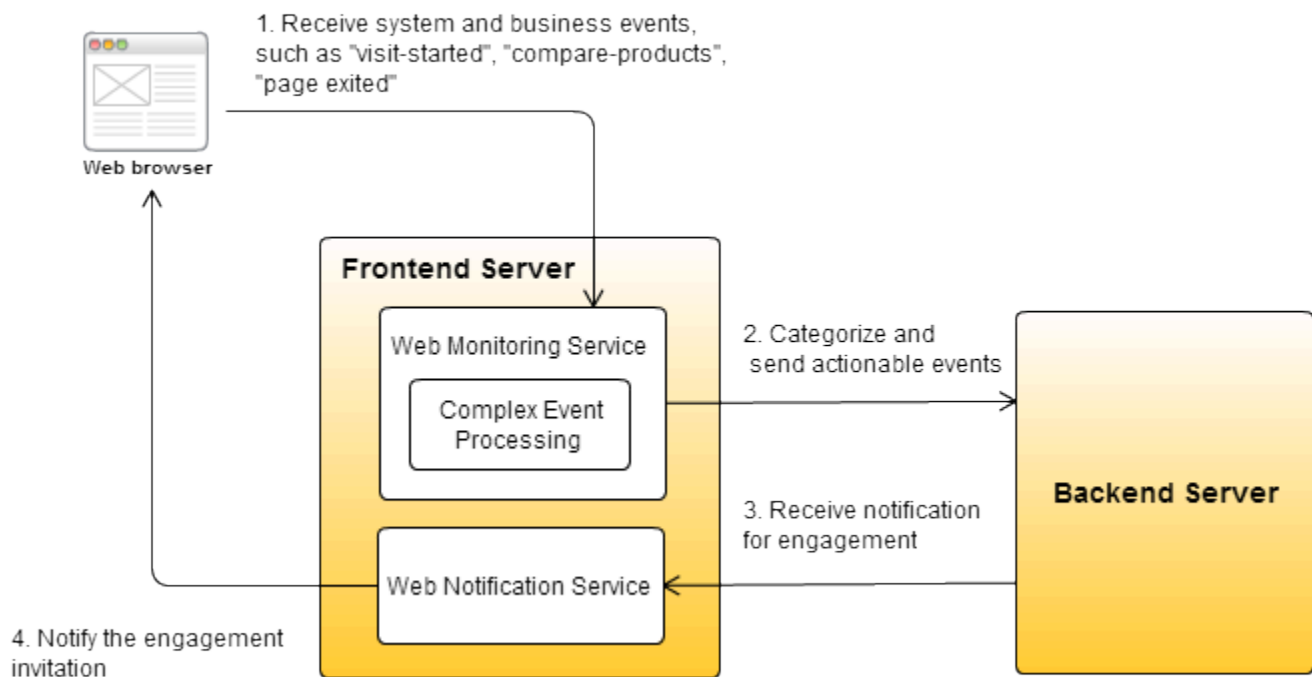 1. Receive system and business events,
such as "visit-started", "compare-products",
"page exited"
Web browser
Frontend Server
Web Monitoring Service
Complex Event
Processing
2. Categorize and
send actionable events
Backend Server
3. Receive notification
for engagement
Web Notification Service
4. Notify the engagement
invitation